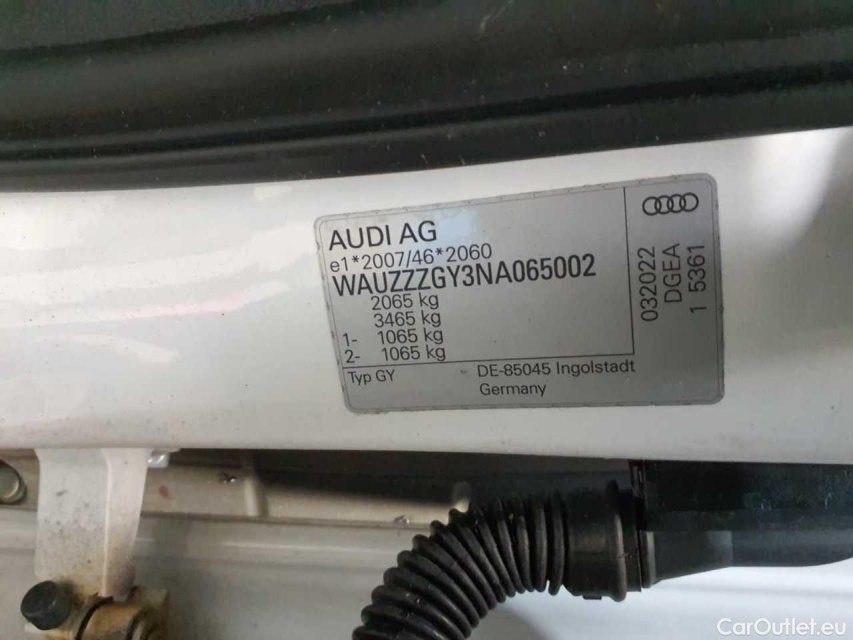 AUDI AG
e1*2007/46*2060
WAUZZZGY3NA065002
2065 kg
3465 kg
1- 1065 kg
2- 1065 kg
Typ GY
DE-85045 Ingolstadt
Germany
032022
DGEA
1 5361
CarOutlet.eu